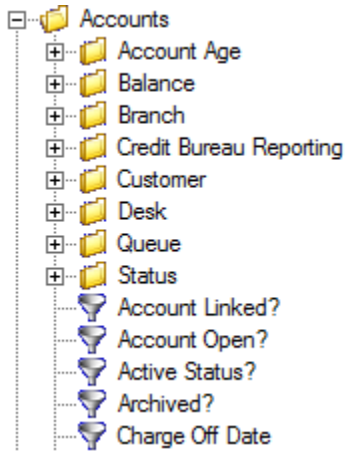 Accounts
Account Age
Balance
Branch
Credit Bureau Reporting
Customer
Desk
Queue
Status
Account Linked?
Account Open?
Active Status?
Archived?
Charge Off Date